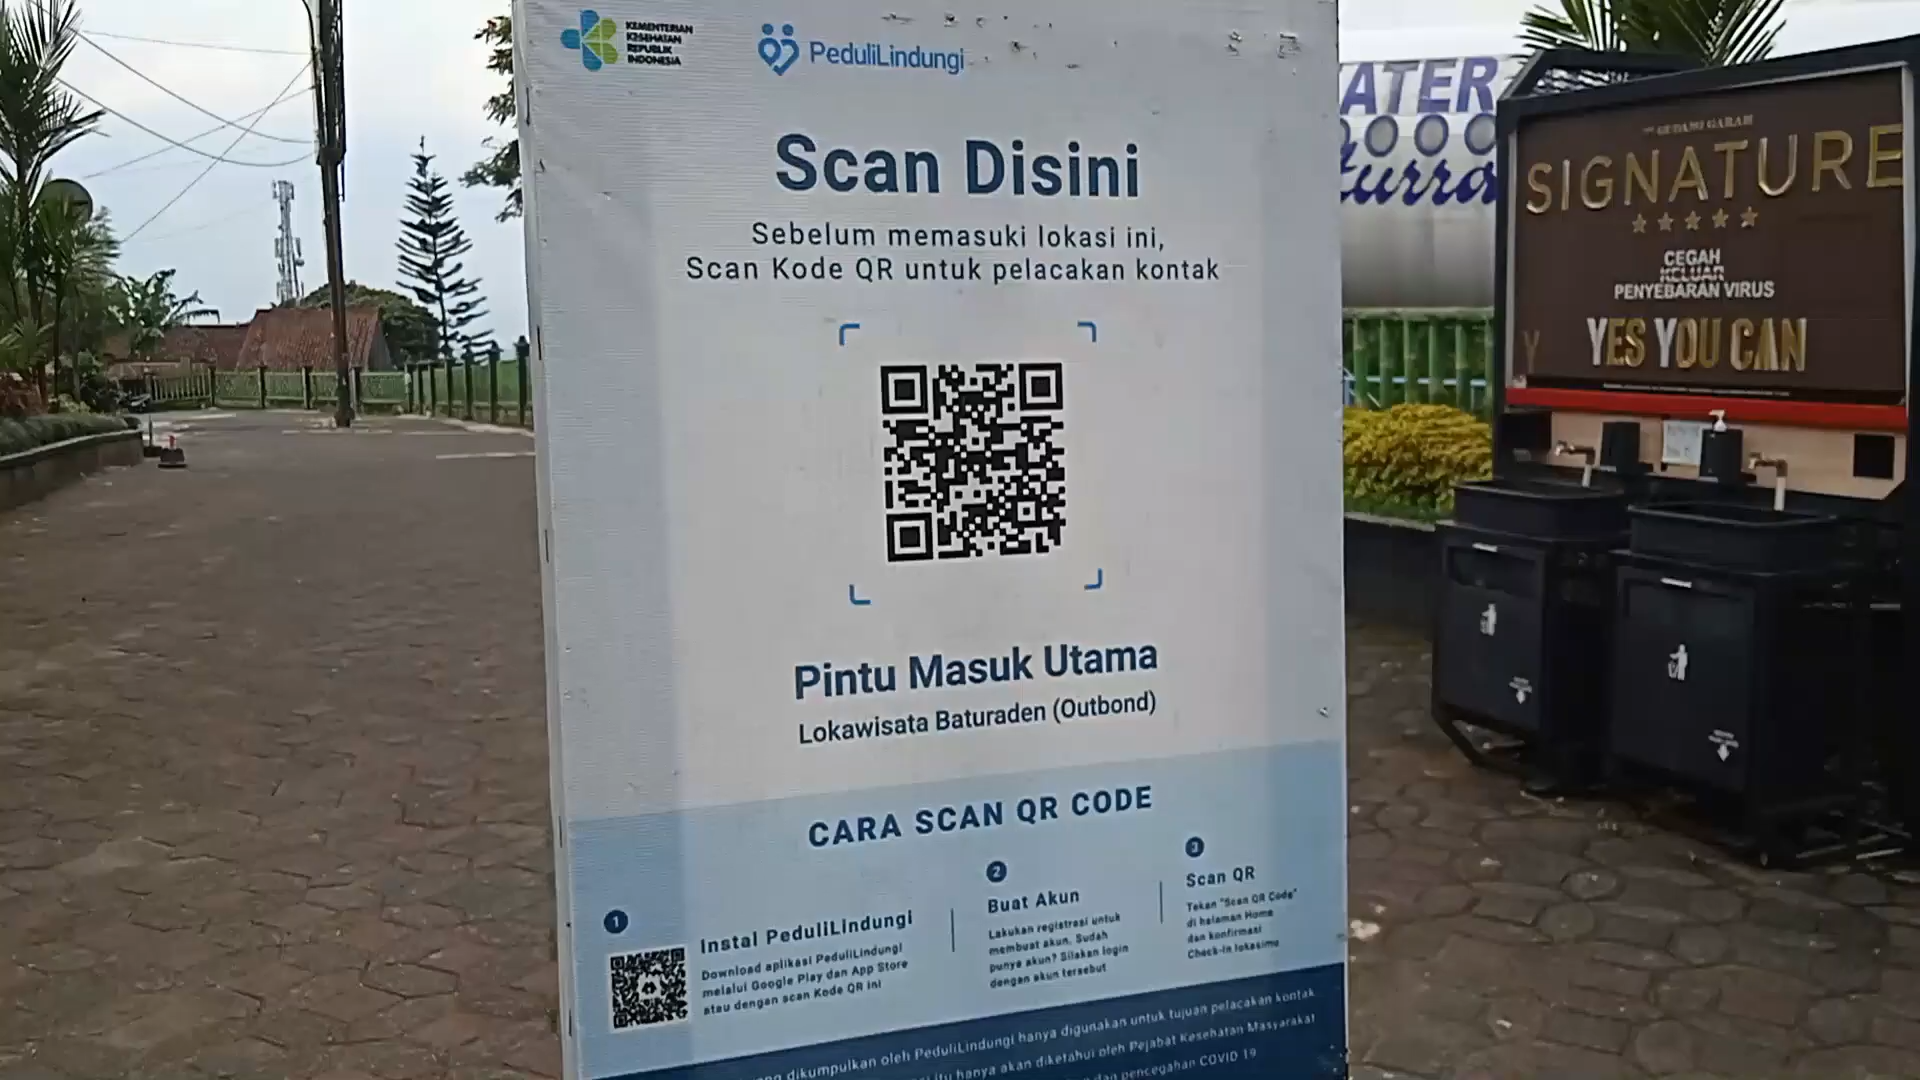 KEMENTERIAN
KESEHATAN
REPUBLIK
INDONESIA
PeduliLindungi
Scan Disini
Sebelum memasuki lokasi ini,
Scan Kode QR untuk pelacakan kontak
Pintu Masuk Utama
Lokawisata Baturaden (Outbond)
CARA SCAN QR CODE
1
Instal PeduliLindungi
Download aplikasi PeduliLindungi
melalui Google Play dan App Store
atau dengan scan Kode QR ini
2
Buat Akun
Lakukan registrasi untuk
membuat akun. Sudah
punya akun? Silakan login
dengan akun tersebut
3
Scan QR
Tekan "Scan QR Code"
di halaman Home
dan konfirmasi
Check-in lokasimu
dikumpulkan oleh PeduliLindungi hanya digunakan untuk tujuan pelacakan kontak
itu hanya akan diketahui oleh Pejabat Kesehatan Masyarakat
dan pencegahan COVID 19
ATER
GUDANG GARAM
SIGNATURE
CEGAH
KELUAR
PENYEBARAN VIRUS
YES YOU CAN